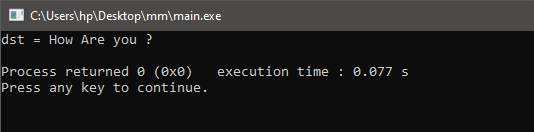 C:\Users\hp\Desktop\mm\main.exe
dst = How Are you ?
Process returned 0 (0x0)   execution time : 0.077 s
Press any key to continue.